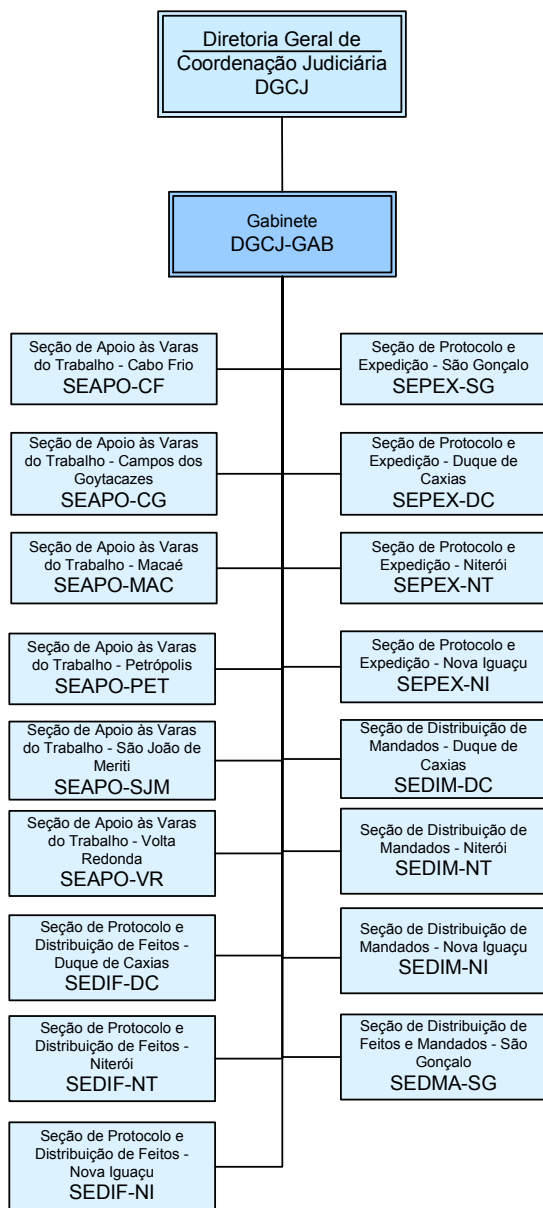 Diretoria Geral de
Coordenação Judiciária
DGCJ
Gabinete
DGCJ-GAB
Seção de Apoio às Varas
do Trabalho - Cabo Frio
SEAPO-CF
Seção de Apoio às Varas
do Trabalho - Campos dos
Goytacazes
SEAPO-CG
Seção de Apoio às Varas
do Trabalho - Macaé
SEAPO-MAC
Seção de Apoio às Varas
do Trabalho - Petrópolis
SEAPO-PET
Seção de Apoio às Varas
do Trabalho - São João de
Meriti
SEAPO-SJM
Seção de Apoio às Varas
do Trabalho - Volta
Redonda
SEAPO-VR
Seção de Protocolo e
Distribuição de Feitos -
Duque de Caxias
SEDIF-DC
Seção de Protocolo e
Distribuição de Feitos -
Niterói
SEDIF-NT
Seção de Protocolo e
Distribuição de Feitos -
Nova Iguaçu
SEDIF-NI
Seção de Protocolo e
Expedição - São Gonçalo
SEPEX-SG
Seção de Protocolo e
Expedição - Duque de
Caxias
SEPEX-DC
Seção de Protocolo e
Expedição - Niterói
SEPEX-NT
Seção de Protocolo e
Expedição - Nova Iguaçu
SEPEX-NI
Seção de Distribuição de
Mandados - Duque de
Caxias
SEDIM-DC
Seção de Distribuição de
Mandados - Niterói
SEDIM-NT
Seção de Distribuição de
Mandados - Nova Iguaçu
SEDIM-NI
Seção de Distribuição de
Feitos e Mandados - São
Gonçalo
SEDMA-SG